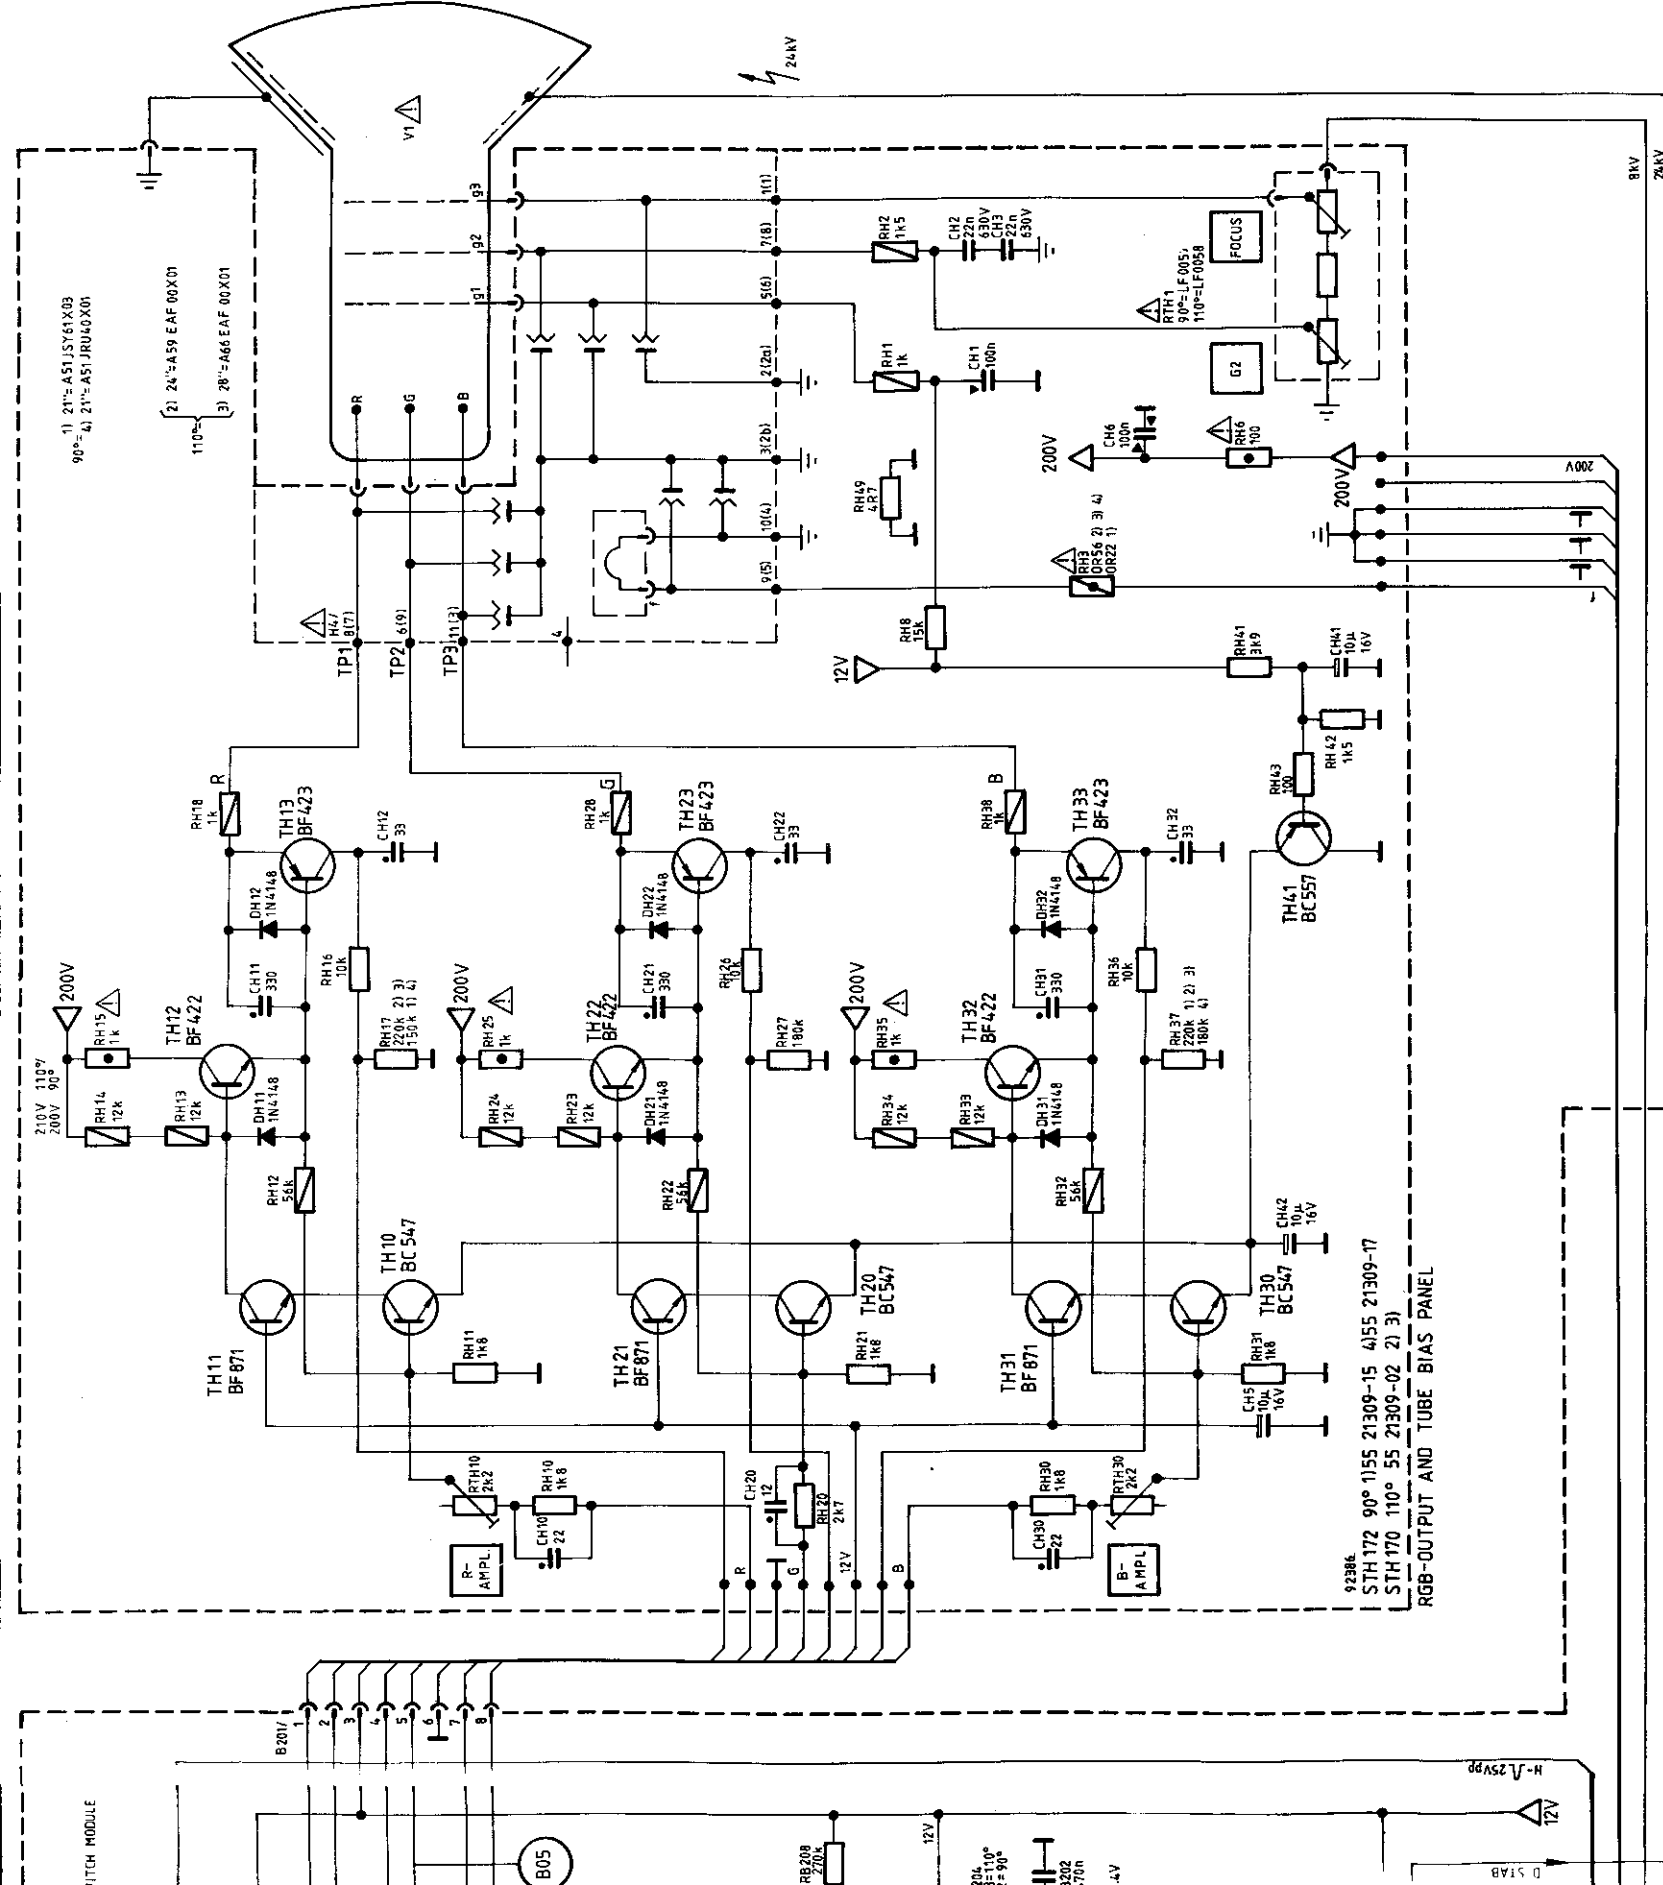 24kV
V1
8kV
24kV
1) 21"=A51JSY61X03
90°= 4) 21"=A51JRU40X01
2) 24"=A59 EAF 00X01
110°=
3) 28"=A66 EAF 00X01
g3
g2
g1
R
G
B
1(1)
7(8)
5(6)
2(2a)
3(2b)
10(4)
9(5)
RH2
1k5
CH2
22n
630V
CH3
22n
630V
FOCUS
RTH1
110°=LF0058
G2
RH1
1k
CH1
100n
CH6
100n
200V
RH6
100
200V
200V
RH49
4R7
RH3
0R56 2) 3) 4)
0R22 1)
f
f
8(7)
6(9)
11(3)
4
TP1
TP2
TP3
RH8
15k
12V
RH41
3k9
CH41
10µ
16V
RH42
1k5
RH43
100
TH41
BC557
R
RH18
1k
TH13
BF423
CH12
33
DH12
1N4148
CH11
330
RH16
10k
RH17
220k 2) 3)
150k 1) 4)
200V
210V 110°/
200V 90°
RH15
1k
TH12
BF422
RH14
12k
RH13
12k
DH11
1N4148
RH12
56k
TH10
BC547
TH11
BF871
RH11
1k8
G
RH28
1k
TH23
BF423
CH22
33
DH22
1N4148
CH21
330
RH26
10k
RH27
180k
200V
RH25
1k
TH22
BF422
RH24
12k
RH23
12k
DH21
1N4148
RH22
56k
TH20
BC547
TH21
BF871
RH21
1k8
B
RH38
1k
TH33
BF423
CH32
33
DH32
1N4148
CH31
330
RH36
10k
RH37
220k 1) 2) 3)
180k 4)
200V
RH35
1k
TH32
BF422
RH34
12k
RH33
12k
DH31
1N4148
RH32
56k
TH30
BC547
CH42
10µ
16V
TH31
BF871
RH31
1k8
CH5
10µ
16V
RTH10
2k2
RH10
1k8
CH10
22
R-
AMPL.
CH20
12
RH20
2k7
RH30
1k8
CH30
22
RTH30
2k2
B-
AMPL
R
G
12V
B
92386
STH172 90° 1)55 21309-15 4)55 21309-17
STH170 110° 55 21309-02 2) 3)
RGB-OUTPUT AND TUBE BIAS PANEL
B201/
1
2
3
4
5
6
7
8
H-25Vpp
12V
B05
RB208
270k
12V
D STAB